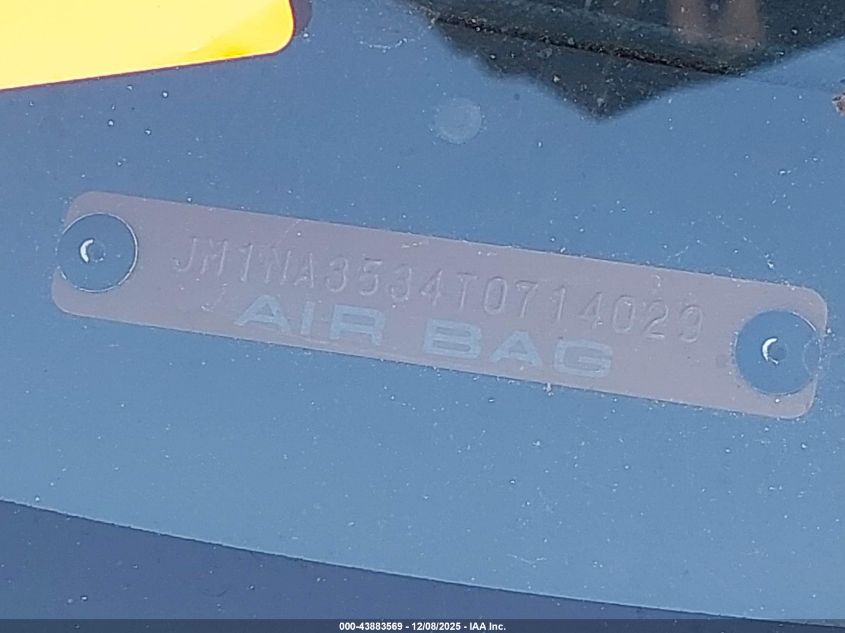 JM1NA3534T0714029
AIR BAG
000-43883569 - 12/08/2025 - IAA Inc.